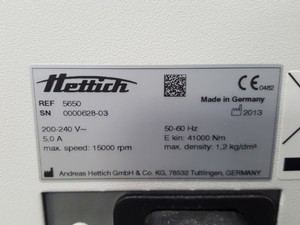 Hettich
CE 0482
REF 5650
Made in Germany
SN 0000628-03
2013
200-240 V~ 50-60 Hz
5.0 A E kin: 41000 Nm
max. speed: 15000 rpm max. density: 1,2 kg/dm³
Andreas Hettich GmbH & Co. KG, 78532 Tuttlingen, GERMANY